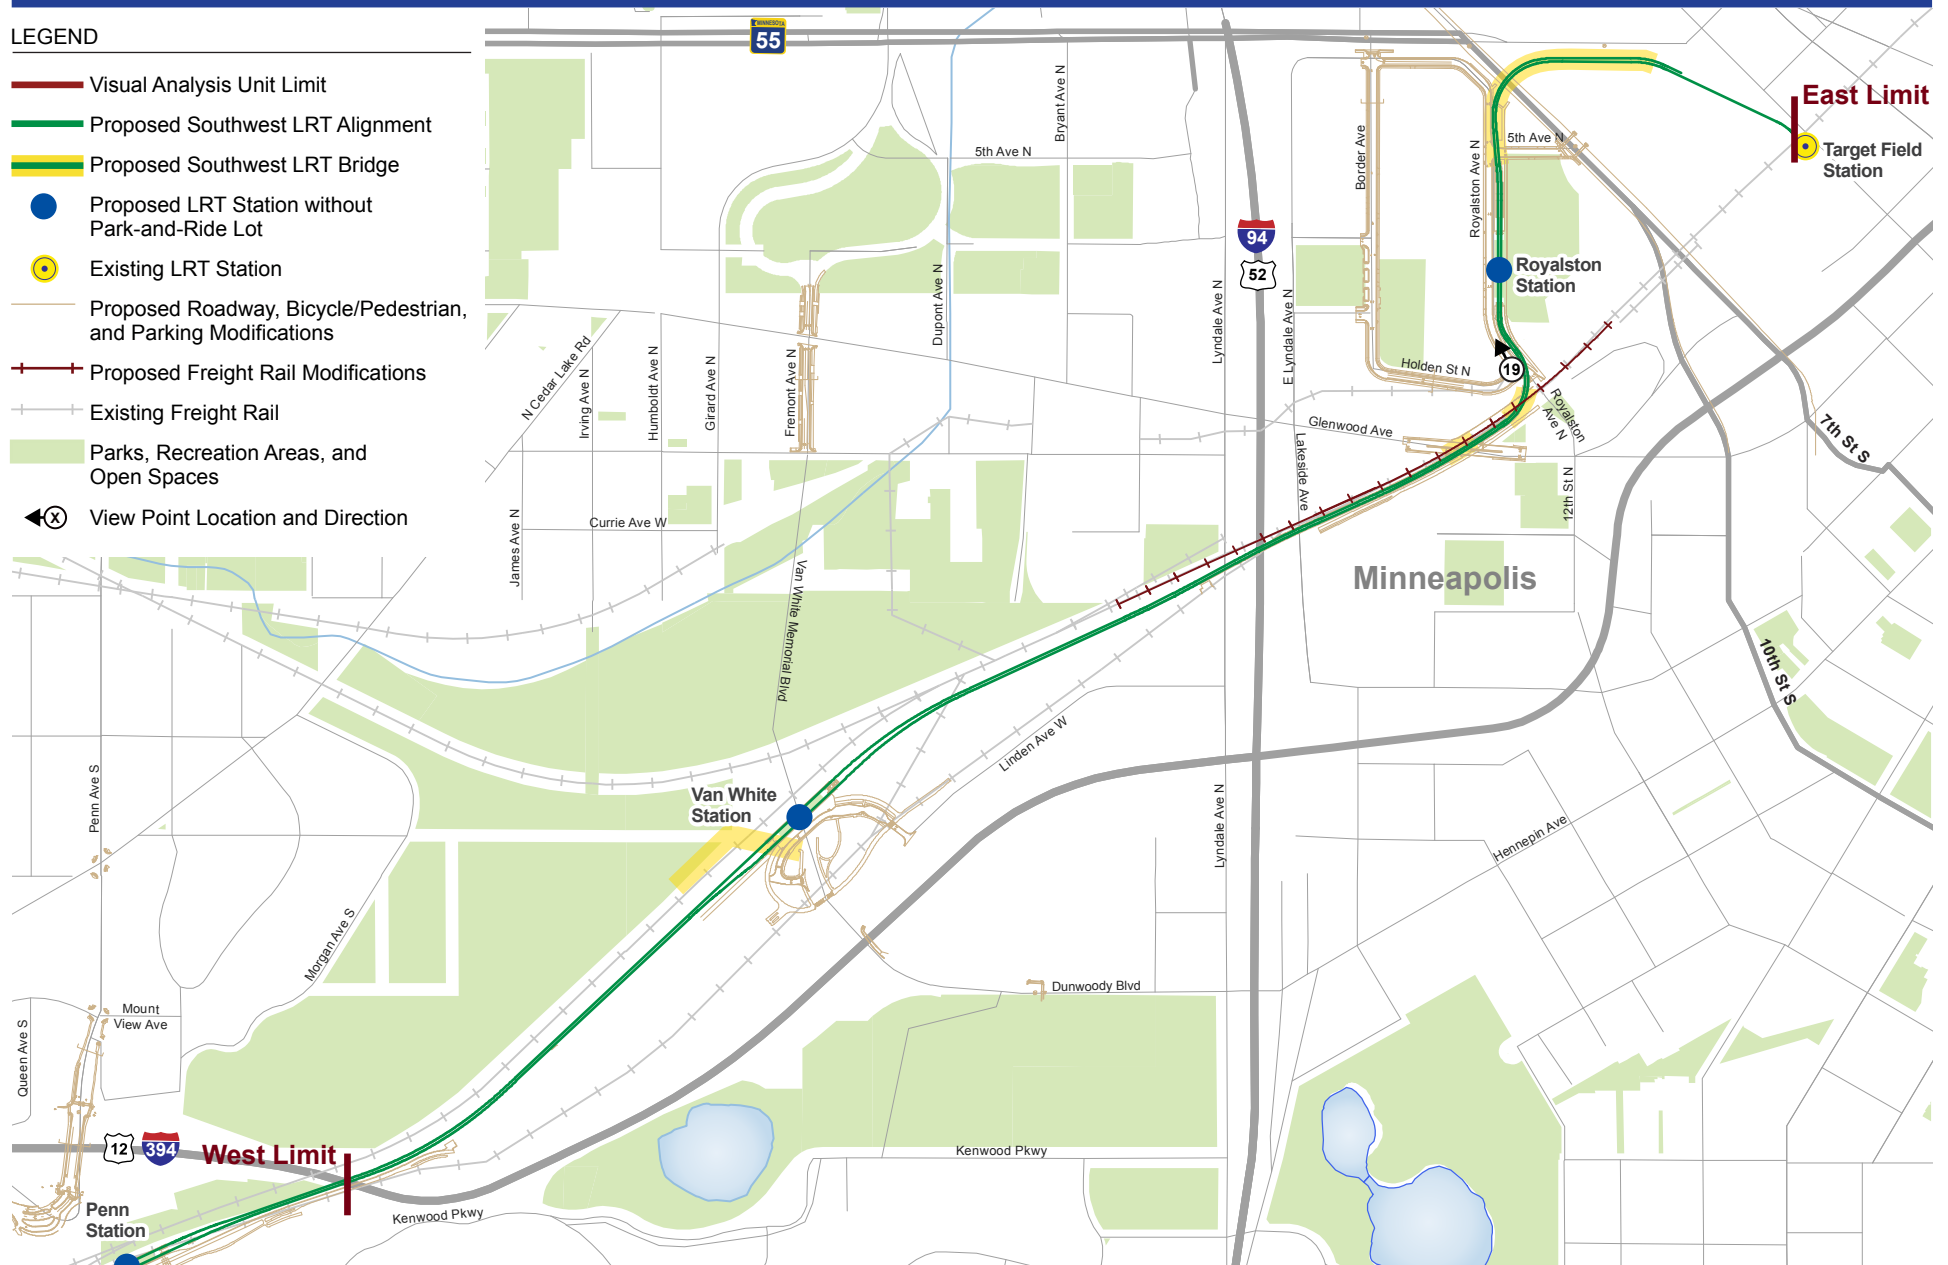 LEGEND
Visual Analysis Unit Limit
Proposed Southwest LRT Alignment
Proposed Southwest LRT Bridge
Proposed LRT Station without
Park-and-Ride Lot
Existing LRT Station
Proposed Roadway, Bicycle/Pedestrian,
and Parking Modifications
Proposed Freight Rail Modifications
Existing Freight Rail
Parks, Recreation Areas, and
Open Spaces
X
View Point Location and Direction
MINNESOTA
55
East Limit
Target Field
Station
5th Ave N
5th Ave N
Bryant Ave N
Border Ave
Royalston Ave N
94
52
Royalston
Station
Dupont Ave N
Lyndale Ave N
E Lyndale Ave N
N Cedar Lake Rd
Irving Ave N
Humboldt Ave N
Girard Ave N
Fremont Ave N
Holden St N
19
Royalston
Ave N
Glenwood Ave
Lakeside Ave
12th St N
7th St S
James Ave N
Currie Ave W
Van White Memorial Blvd
Minneapolis
10th St S
Linden Ave W
Penn Ave S
Van White
Station
Lyndale Ave N
Hennepin Ave
Morgan Ave S
Dunwoody Blvd
Mount
View Ave
Queen Ave S
12
394
West Limit
Kenwood Pkwy
Penn
Station
Kenwood Pkwy